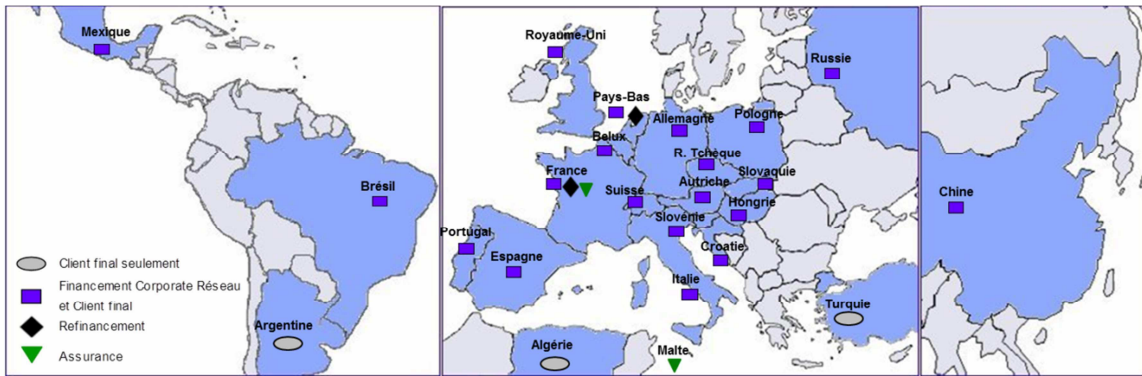 Mexique
Brésil
Argentine
Client final seulement
Financement Corporate Réseau
et Client final
Refinancement
Assurance
Royaume-Uni
Russie
Pays-Bas
Allemagne
Pologne
Belux
R. Tchèque
France
Slovaquie
Autriche
Suisse
Hongrie
Slovénie
Portugal
Croatie
Espagne
Italie
Turquie
Algérie
Malte
Chine